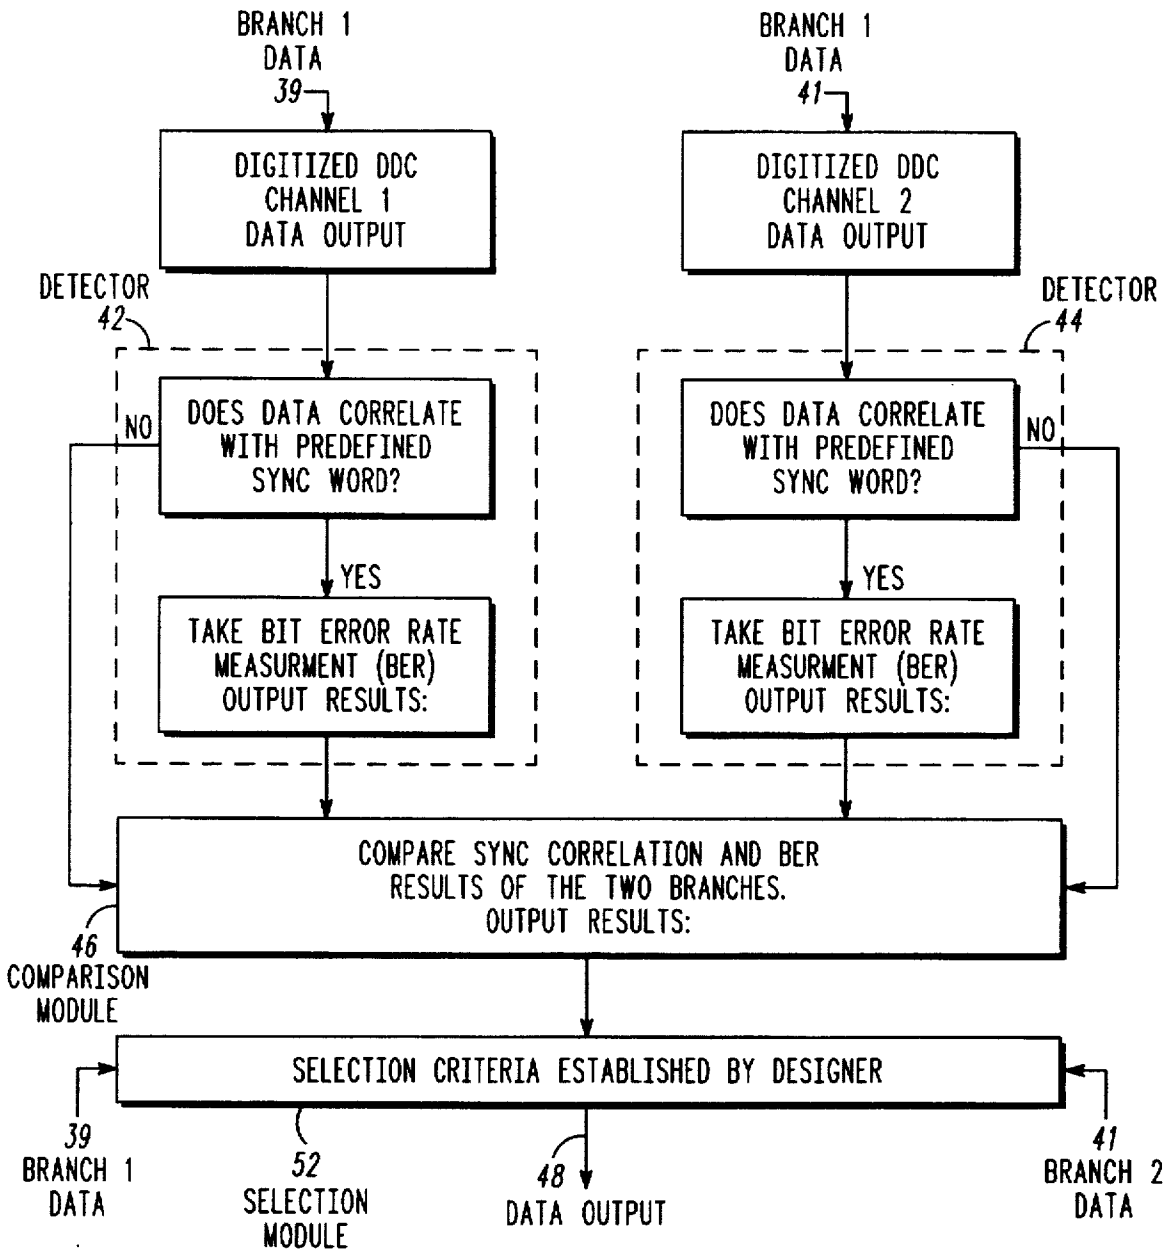 BRANCH 1
DATA
39
BRANCH 1
DATA
41
DIGITIZED DDC
CHANNEL 1
DATA OUTPUT
DIGITIZED DDC
CHANNEL 2
DATA OUTPUT
DETECTOR
42
DETECTOR
44
NO
DOES DATA CORRELATE
WITH PREDEFINED
SYNC WORD?
DOES DATA CORRELATE
WITH PREDEFINED
SYNC WORD?
NO
YES
YES
TAKE BIT ERROR RATE
MEASURMENT (BER)
OUTPUT RESULTS:
TAKE BIT ERROR RATE
MEASURMENT (BER)
OUTPUT RESULTS:
COMPARE SYNC CORRELATION AND BER
RESULTS OF THE TWO BRANCHES.
OUTPUT RESULTS:
46
COMPARISON
MODULE
SELECTION CRITERIA ESTABLISHED BY DESIGNER
39
BRANCH 1
DATA
52
SELECTION
MODULE
48
DATA OUTPUT
41
BRANCH 2
DATA